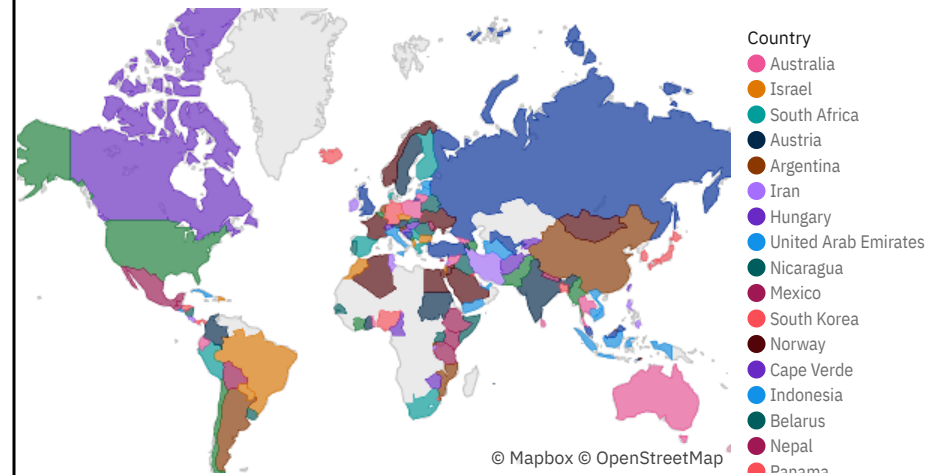 Country
Australia
Israel
South Africa
Austria
Argentina
Iran
Hungary
United Arab Emirates
Nicaragua
Mexico
South Korea
Norway
Cape Verde
Indonesia
Belarus
Nepal
Panama
© Mapbox © OpenStreetMap